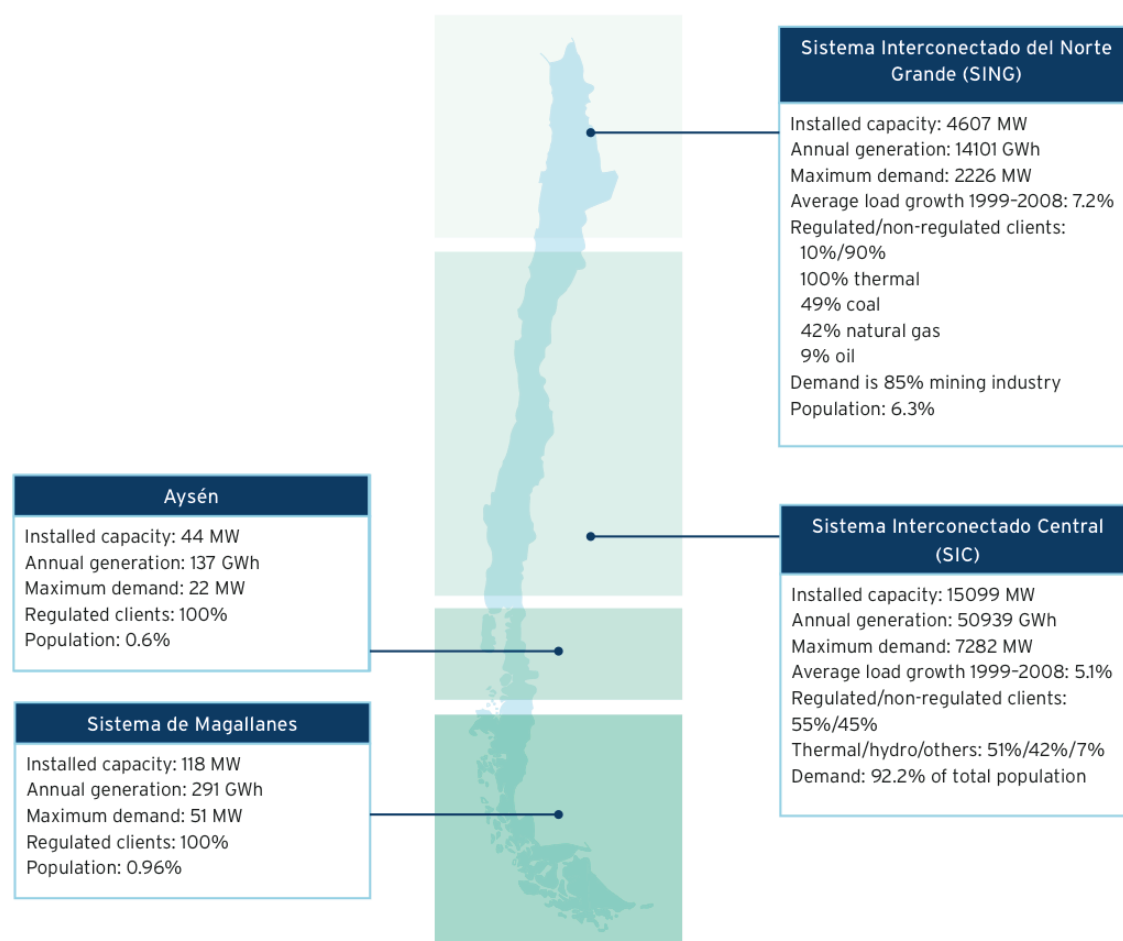 Sistema Interconectado del Norte
Grande (SING)
Installed capacity: 4607 MW
Annual generation: 14101 GWh
Maximum demand: 2226 MW
Average load growth 1999–2008: 7.2%
Regulated/non-regulated clients:
10%/90%
100% thermal
49% coal
42% natural gas
9% oil
Demand is 85% mining industry
Population: 6.3%
Aysén
Installed capacity: 44 MW
Annual generation: 137 GWh
Maximum demand: 22 MW
Regulated clients: 100%
Population: 0.6%
Sistema Interconectado Central
(SIC)
Installed capacity: 15099 MW
Annual generation: 50939 GWh
Maximum demand: 7282 MW
Average load growth 1999–2008: 5.1%
Regulated/non-regulated clients:
55%/45%
Thermal/hydro/others: 51%/42%/7%
Demand: 92.2% of total population
Sistema de Magallanes
Installed capacity: 118 MW
Annual generation: 291 GWh
Maximum demand: 51 MW
Regulated clients: 100%
Population: 0.96%